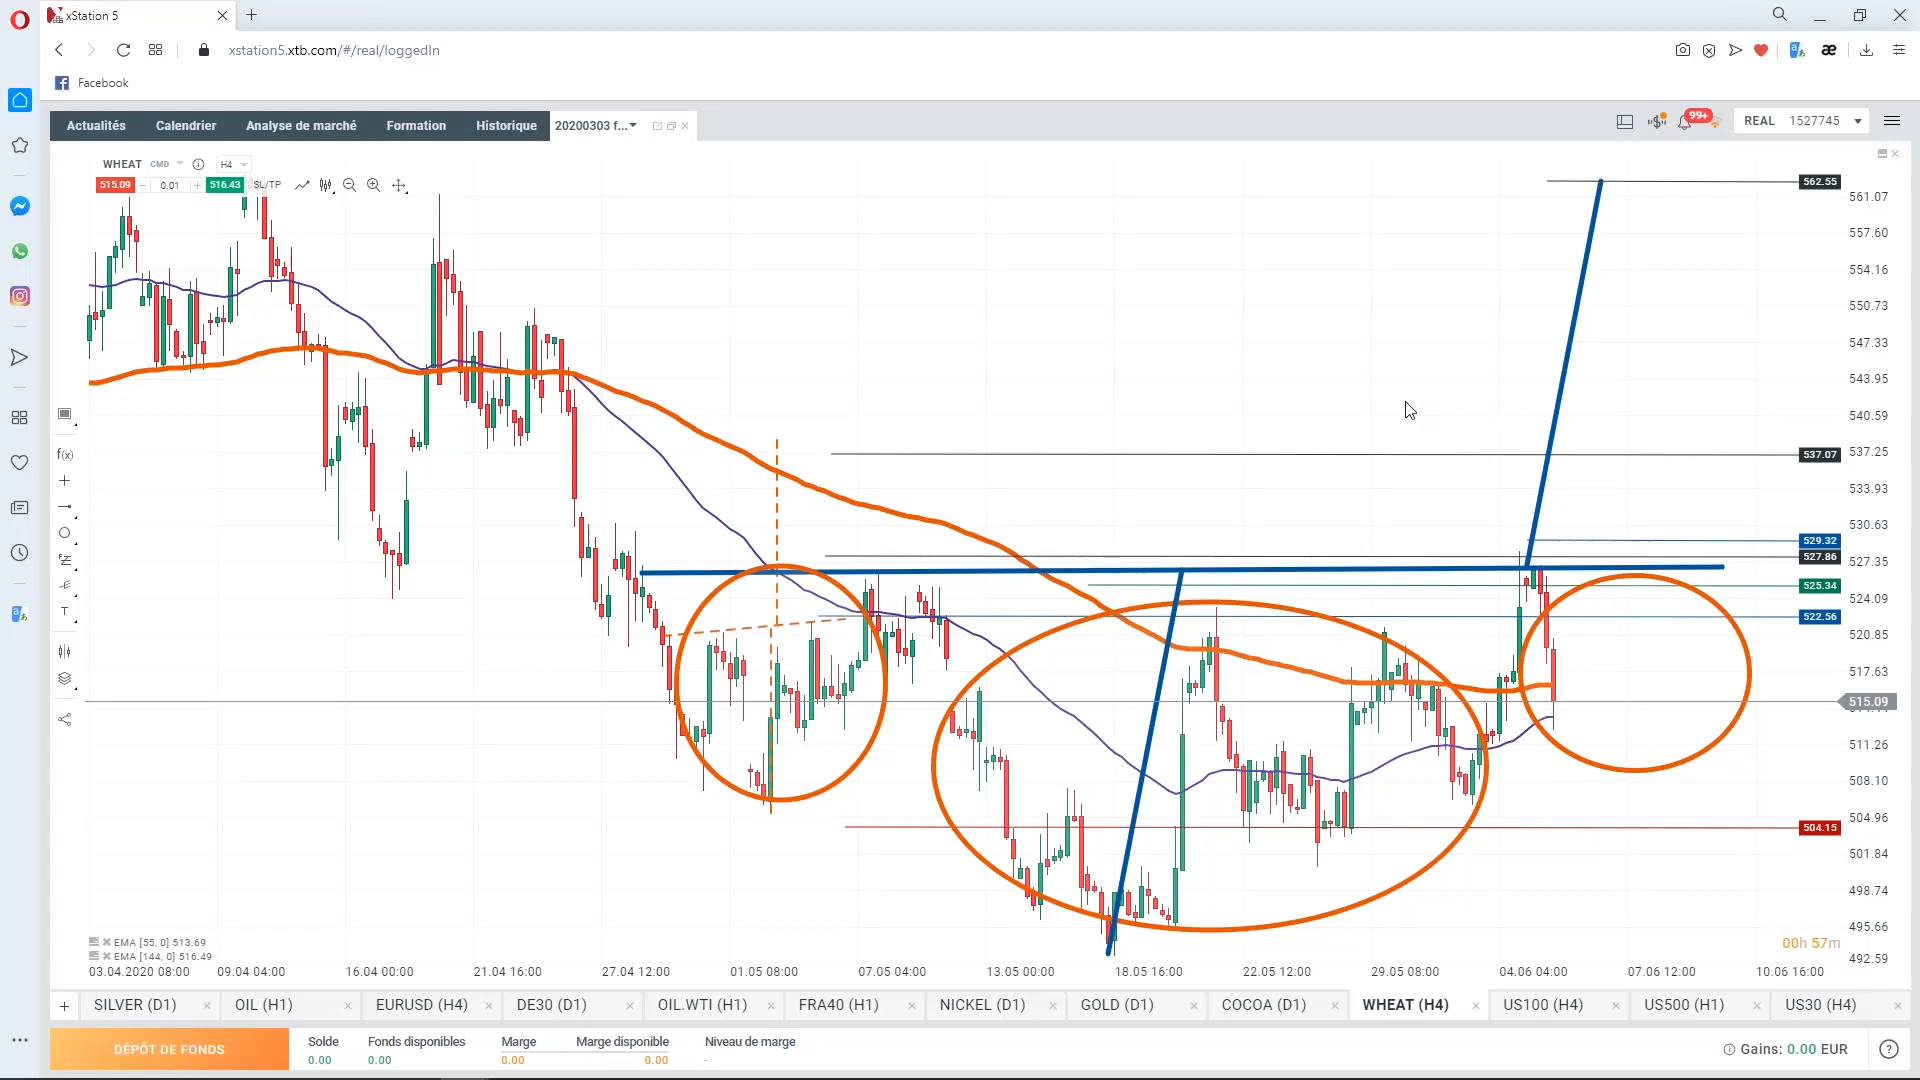 xStation 5
xstation5.xtb.com/#/real/loggedIn
Facebook
Actualités Calendrier Analyse de marché Formation Historique 20200303 f...
99+
REAL 1527745
WHEAT CMD H4
515.09 0.01 516.43 SL/TP
562.55
561.07
557.60
554.16
550.73
547.33
543.95
540.59
537.25
537.07
533.93
530.63
529.32
527.86
527.35
525.34
524.09
522.56
520.85
517.63
515.09
511.26
508.10
504.96
504.15
501.84
498.74
495.66
492.59
f(x)
T
00h 57m
EMA [55, 0] 513.69
EMA [144, 0] 516.49
03.04.2020 08:00 09.04 04:00 16.04 00:00 21.04 16:00 27.04 12:00 01.05 08:00 07.05 04:00 13.05 00:00 18.05 16:00 22.05 12:00 29.05 08:00 04.06 04:00 07.06 12:00 10.06 16:00
SILVER (D1) OIL (H1) EURUSD (H4) DE30 (D1) OIL.WTI (H1) FRA40 (H1) NICKEL (D1) GOLD (D1) COCOA (D1) WHEAT (H4) US100 (H4) US500 (H1) US30 (H4)
DÉPÔT DE FONDS
Solde Fonds disponibles Marge Marge disponible Niveau de marge
0.00 0.00 0.00 0.00 -
Gains: 0.00 EUR